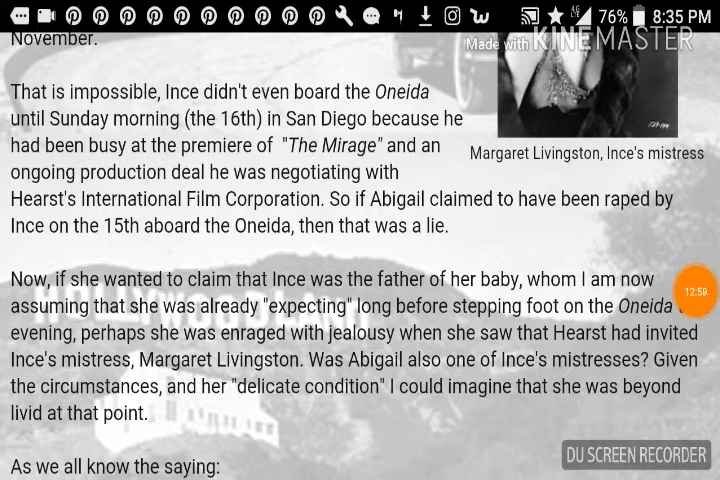 4G
LTE
76%
8:35 PM
Made with KINEMASTER
November.
That is impossible, Ince didn't even board the Oneida
until Sunday morning (the 16th) in San Diego because he
had been busy at the premiere of "The Mirage" and an
ongoing production deal he was negotiating with
Margaret Livingston, Ince's mistress
Hearst's International Film Corporation. So if Abigail claimed to have been raped by
Ince on the 15th aboard the Oneida, then that was a lie.
Now, if she wanted to claim that Ince was the father of her baby, whom I am now
12:59
assuming that she was already "expecting" long before stepping foot on the Oneida
evening, perhaps she was enraged with jealousy when she saw that Hearst had invited
Ince's mistress, Margaret Livingston. Was Abigail also one of Ince's mistresses? Given
the circumstances, and her "delicate condition" I could imagine that she was beyond
livid at that point.
DU SCREEN RECORDER
As we all know the saying: